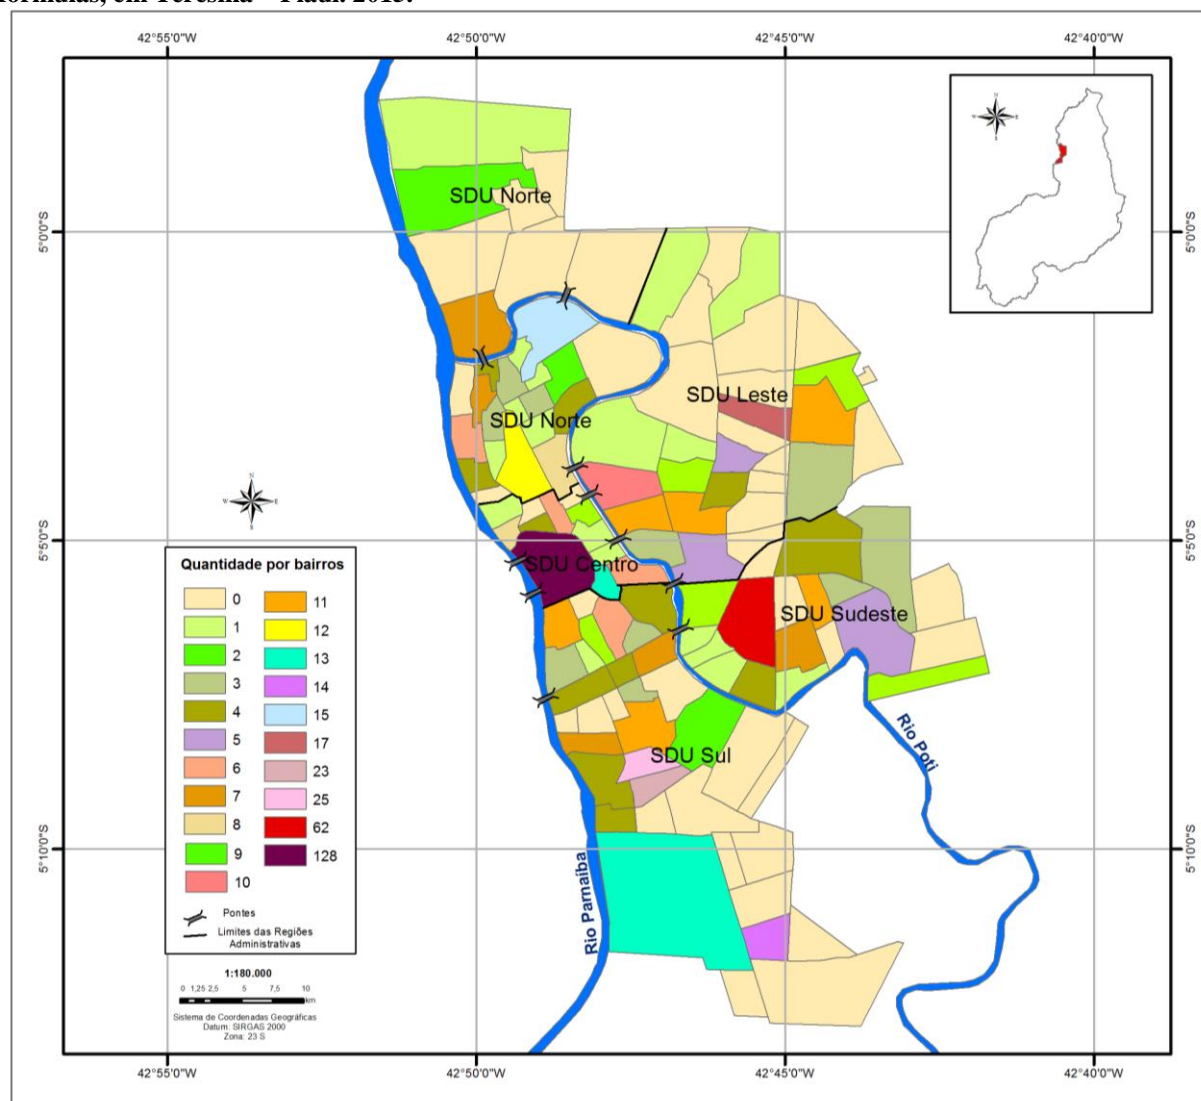 fórmulas, em Teresina – Piauí. 2015.
42°55'0"W 42°50'0"W 42°45'0"W 42°40'0"W
N
W E
S
SDU Norte
5°0'0"S 5°0'0"S
SDU Leste
SDU Norte
N
W E
S
5°5'0"S 5°5'0"S
SDU Centro
SDU Sudeste
Quantidade por bairros
0 11
1 12
2 13
3 14
4 15
5 17
6 23
7 25
8 62
9 128
10
Pontes
Limites das Regiões
Administrativas
SDU Sul
Rio Poti
5°10'0"S 5°10'0"S
Rio Parnaíba
1:180.000
0 1,25 2,5 5 7,5 10
km
Sistema de Coordenadas Geográficas
Datum: SIRGAS 2000
Zona: 23 S
42°55'0"W 42°50'0"W 42°45'0"W 42°40'0"W